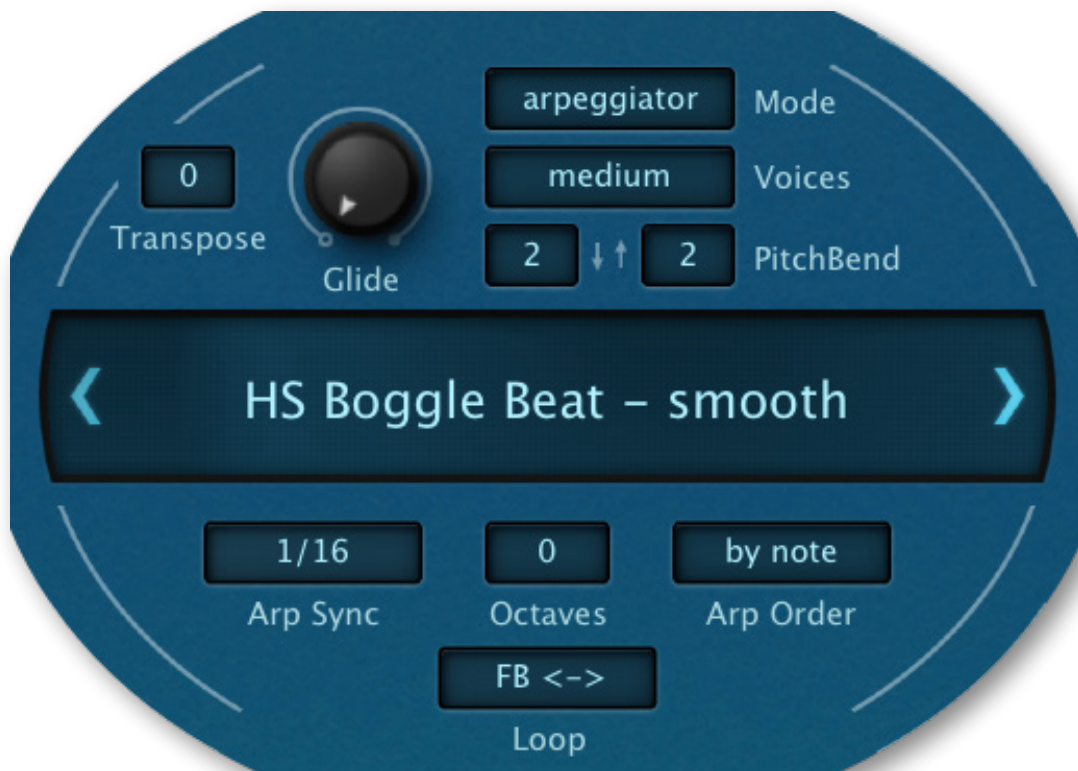 arpeggiator Mode
0 medium Voices
Transpose 2 ↓↑ 2 PitchBend
Glide
❮ HS Boggle Beat – smooth ❯
1/16 0 by note
Arp Sync Octaves Arp Order
FB <->
Loop